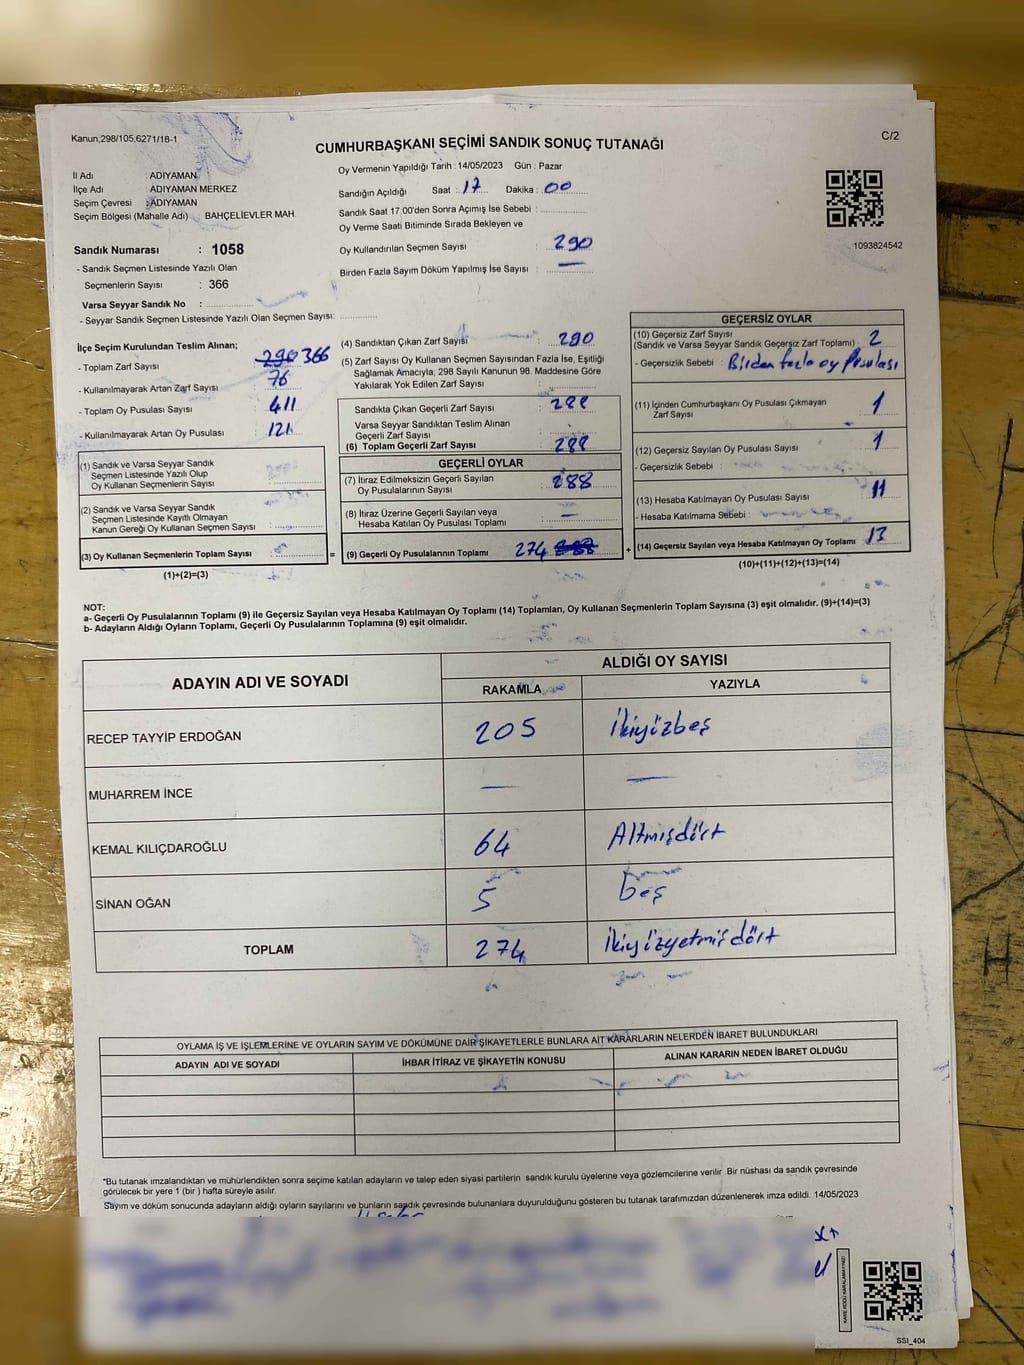 Kanun,298/105,6271/18-1
C/2
CUMHURBAŞKANI SEÇİMİ SANDIK SONUÇ TUTANAĞI
Oy Vermenin Yapıldığı Tarih : 14/05/2023 Gün : Pazar
İl Adı : ADIYAMAN
İlçe Adı : ADIYAMAN MERKEZ
Seçim Çevresi : ADIYAMAN
Seçim Bölgesi (Mahalle Adı) : BAHÇELİEVLER MAH.
Sandık Numarası : 1058
- Sandık Seçmen Listesinde Yazılı Olan
Seçmenlerin Sayısı : 366
Varsa Seyyar Sandık No :
- Seyyar Sandık Seçmen Listesinde Yazılı Olan Seçmen Sayısı:
Sandığın Açıldığı Saat : 17 Dakika : 00
Sandık Saat 17:00'den Sonra Açımış İse Sebebi :
Oy Verme Saati Bitiminde Sırada Bekleyen ve
Oy Kullandırılan Seçmen Sayısı : 290
Birden Fazla Sayım Döküm Yapılmış İse Sayısı : —
1093824542
İlçe Seçim Kurulundan Teslim Alınan;
- Toplam Zarf Sayısı : 290 366
- Kullanılmayarak Artan Zarf Sayısı : 76
- Toplam Oy Pusulası Sayısı : 411
- Kullanılmayarak Artan Oy Pusulası : 121
(1) Sandık ve Varsa Seyyar Sandık
Seçmen Listesinde Yazılı Olup
Oy Kullanan Seçmenlerin Sayısı :
(2) Sandık ve Varsa Seyyar Sandık
Seçmen Listesinde Kayıtlı Olmayan
Kanun Gereği Oy Kullanan Seçmen Sayısı :
(3) Oy Kullanan Seçmenlerin Toplam Sayısı :
(1)+(2)=(3)
=
(4) Sandıktan Çıkan Zarf Sayısı : 290
(5) Zarf Sayısı Oy Kullanan Seçmen Sayısından Fazla İse, Eşitliği
Sağlamak Amacıyla, 298 Sayılı Kanunun 98. Maddesine Göre
Yakılarak Yok Edilen Zarf Sayısı :
Sandıkta Çıkan Geçerli Zarf Sayısı : 288
Varsa Seyyar Sandıktan Teslim Alınan
Geçerli Zarf Sayısı :
(6) Toplam Geçerli Zarf Sayısı : 288
GEÇERLİ OYLAR
(7) İtiraz Edilmeksizin Geçerli Sayılan
Oy Pusulalarının Sayısı : 288
(8) İtiraz Üzerine Geçerli Sayılan veya
Hesaba Katılan Oy Pusulası Toplamı : —
(9) Geçerli Oy Pusulalarının Toplamı 274 288
+
GEÇERSİZ OYLAR
(10) Geçersiz Zarf Sayısı
(Sandık ve Varsa Seyyar Sandık Geçersiz Zarf Toplamı) : 2
- Geçersizlik Sebebi : Birden fazla oy pusulası
(11) İçinden Cumhurbaşkanı Oy Pusulası Çıkmayan
Zarf Sayısı : 1
(12) Geçersiz Sayılan Oy Pusulası Sayısı : 1
- Geçersizlik Sebebi :
(13) Hesaba Katılmayan Oy Pusulası Sayısı : 11
- Hesaba Katılmama Sebebi :
(14) Geçersiz Sayılan veya Hesaba Katılmayan Oy Toplamı : 13
(10)+(11)+(12)+(13)=(14)
NOT:
a- Geçerli Oy Pusulalarının Toplamı (9) ile Geçersiz Sayılan veya Hesaba Katılmayan Oy Toplamı (14) Toplamları, Oy Kullanan Seçmenlerin Toplam Sayısına (3) eşit olmalıdır. (9)+(14)=(3)
b- Adayların Aldığı Oyların Toplamı, Geçerli Oy Pusulalarının Toplamına (9) eşit olmalıdır.
ADAYIN ADI VE SOYADI
ALDIĞI OY SAYISI
RAKAMLA YAZIYLA
RECEP TAYYİP ERDOĞAN 205 İkiyüzbeş
MUHARREM İNCE — —
KEMAL KILIÇDAROĞLU 64 Altmışdört
SİNAN OĞAN 5 beş
TOPLAM 274 İkiyüzyetmişdört
OYLAMA İŞ VE İŞLEMLERİNE VE OYLARIN SAYIM VE DÖKÜMÜNE DAİR ŞİKAYETLERLE BUNLARA AİT KARARLARIN NELERDEN İBARET BULUNDUKLARI
ADAYIN ADI VE SOYADI İHBAR İTİRAZ VE ŞİKAYETİN KONUSU ALINAN KARARIN NEDEN İBARET OLDUĞU
*Bu tutanak imzalandıktan ve mühürlendikten sonra seçime katılan adayların ve talep eden siyasi partilerin sandık kurulu üyelerine veya gözlemcilerine verilir .Bir nüshası da sandık çevresinde
görülecek bir yere 1 (bir ) hafta süreyle asılır.
Sayım ve döküm sonucunda adayların aldığı oyların sayılarını ve bunların sandık çevresinde bulunanlara duyurulduğunu gösteren bu tutanak tarafımızdan düzenlenerek imza edildi. 14/05/2023
KARE KODU KARALAMAYINIZ!
SSI_404